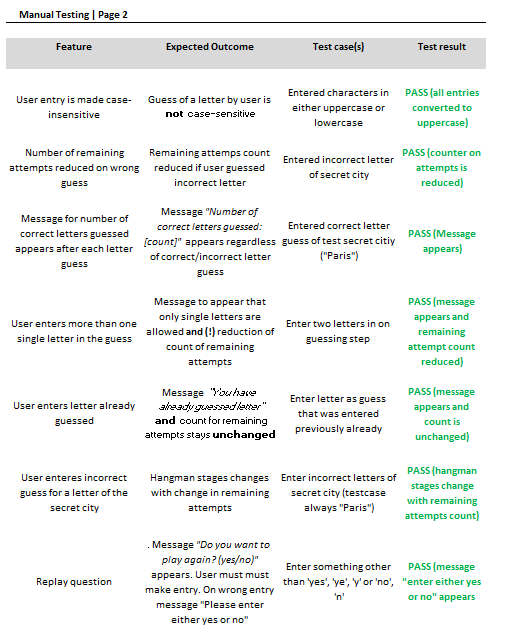 Manual Testing | Page 2
Feature Expected Outcome Test case(s) Test result
User entry is made case-
insensitive
Guess of a letter by user is
not case-sensitive
Entered characters in
either uppercase or
lowercase
PASS (all entries
converted to
uppercase)
Number of remaining
attempts reduced on wrong
guess
Remaining attemps count
reduced if user guessed
incorrect letter
Entered incorrect letter
of secret city
PASS (counter on
attempts is
reduced)
Message for number of
correct letters guessed
appears after each letter
guess
Message "Number of
correct letters guessed:
[count]" appears regardless
of correct/incorrect letter
guess
Entered correct letter
guess of test secret citiy
("Paris")
PASS (Message
appears)
User enters more than one
single letter in the guess
Message to appear that
only single letters are
allowed and (!) reduction of
count of remaining
attempts
Enter two letters in on
guessing step
PASS (message
appears and
remaining
attempt count
reduced)
User enters letter already
guessed
Message "You have
already guessed letter"
and count for remaining
attempts stays unchanged
Enter letter as guess
that was entered
previously already
PASS (message
appears and
count is
unchanged)
User enteres incorrect
guess for a letter of the
secret city
Hangman stages changes
with change in remaining
attempts
Enter incorrect letters of
secret city (testcase
always "Paris")
PASS (hangman
stages change
with remaining
attempts count)
Replay question
. Message "Do you want to
play again? (yes/no)"
appears. User must must
make entry. On wrong entry
message "Please enter
either yes or no"
Enter something other
than 'yes', 'ye', 'y' or 'no',
'n'
PASS (message
"enter either yes
or no" appears